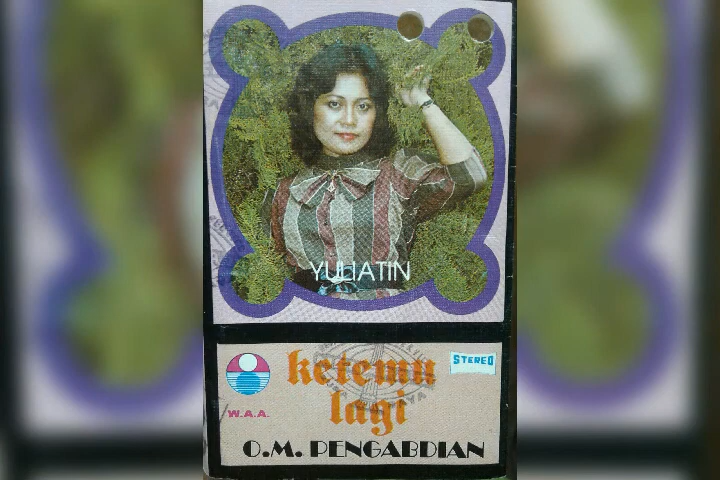 YULIATIN
STEREO
ketemu
lagi
W.A.A.
O.M. PENGABDIAN